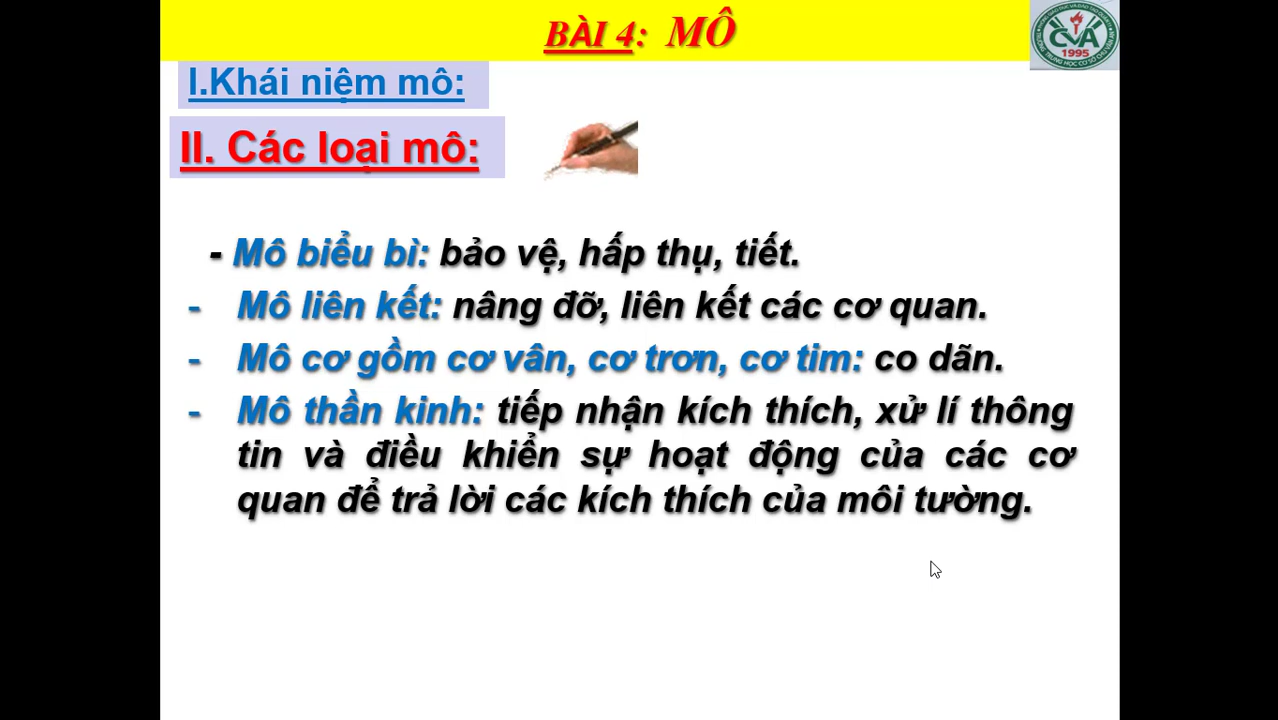 BÀI 4: MÔ
CVA
1995
I.Khái niệm mô:
II. Các loại mô:
- Mô biểu bì: bảo vệ, hấp thụ, tiết.
- Mô liên kết: nâng đỡ, liên kết các cơ quan.
- Mô cơ gồm cơ vân, cơ trơn, cơ tim: co dãn.
- Mô thần kinh: tiếp nhận kích thích, xử lí thông
tin và điều khiển sự hoạt động của các cơ
quan để trả lời các kích thích của môi tường.